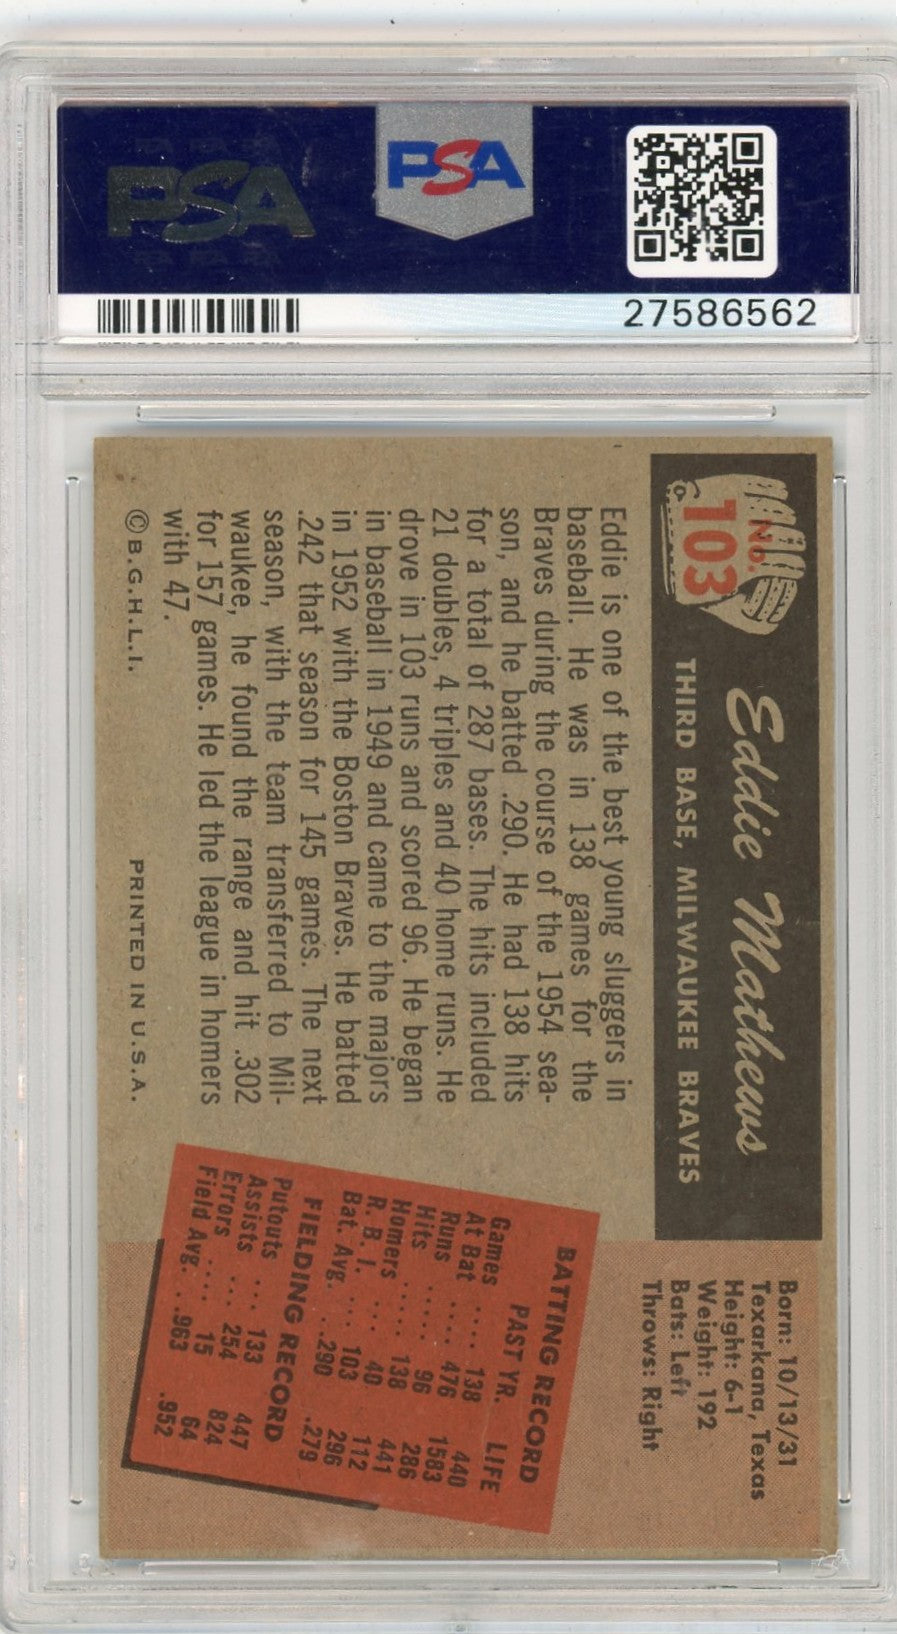 PSA
PSA
27586562
No.
103
Eddie Mathews
THIRD BASE, MILWAUKEE BRAVES
Eddie is one of the best young sluggers in
baseball. He was in 138 games for the
Braves during the course of the 1954 sea-
son, and he batted .290. He had 138 hits
for a total of 287 bases. The hits included
21 doubles, 4 triples and 40 home runs. He
drove in 103 runs and scored 96. He began
in baseball in 1949 and came to the majors
in 1952 with the Boston Braves. He batted
.242 that season for 145 games. The next
season, with the team transferred to Mil-
waukee, he found the range and hit .302
for 157 games. He led the league in homers
with 47.
©B.G.H.L.I.
PRINTED IN U.S.A.
Born: 10/13/31
Texarkana, Texas
Height: 6-1
Weight: 192
Bats: Left
Throws: Right
BATTING RECORD
PAST YR. LIFE
Games .... 138 440
At Bat .... 476 1583
Runs ..... 96 286
Hits ..... 138 441
Homers .... 40 112
R. B. I. ... 103 296
Bat. Avg. ...290 .279
FIELDING RECORD
Putouts ... 133 447
Assists ... 254 824
Errors .... 15 64
Field Avg. ..963 .952